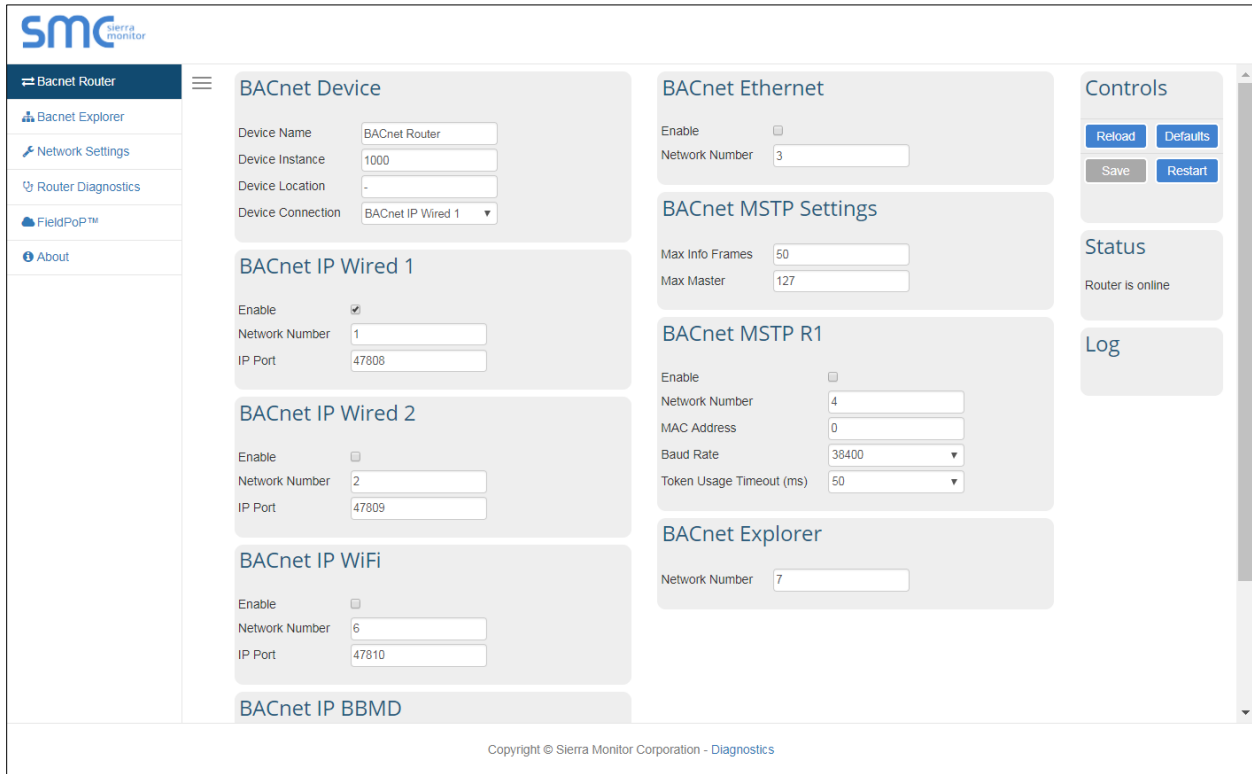 SMC sierra monitor
Bacnet Router
Bacnet Explorer
Network Settings
Router Diagnostics
FieldPoP™
About
BACnet Device
Device Name BACnet Router
Device Instance 1000
Device Location -
Device Connection BACnet IP Wired 1
BACnet IP Wired 1
Enable
Network Number 1
IP Port 47808
BACnet IP Wired 2
Enable
Network Number 2
IP Port 47809
BACnet IP WiFi
Enable
Network Number 6
IP Port 47810
BACnet IP BBMD
BACnet Ethernet
Enable
Network Number 3
BACnet MSTP Settings
Max Info Frames 50
Max Master 127
BACnet MSTP R1
Enable
Network Number 4
MAC Address 0
Baud Rate 38400
Token Usage Timeout (ms) 50
BACnet Explorer
Network Number 7
Controls
Reload Defaults
Save Restart
Status
Router is online
Log
Copyright © Sierra Monitor Corporation - Diagnostics